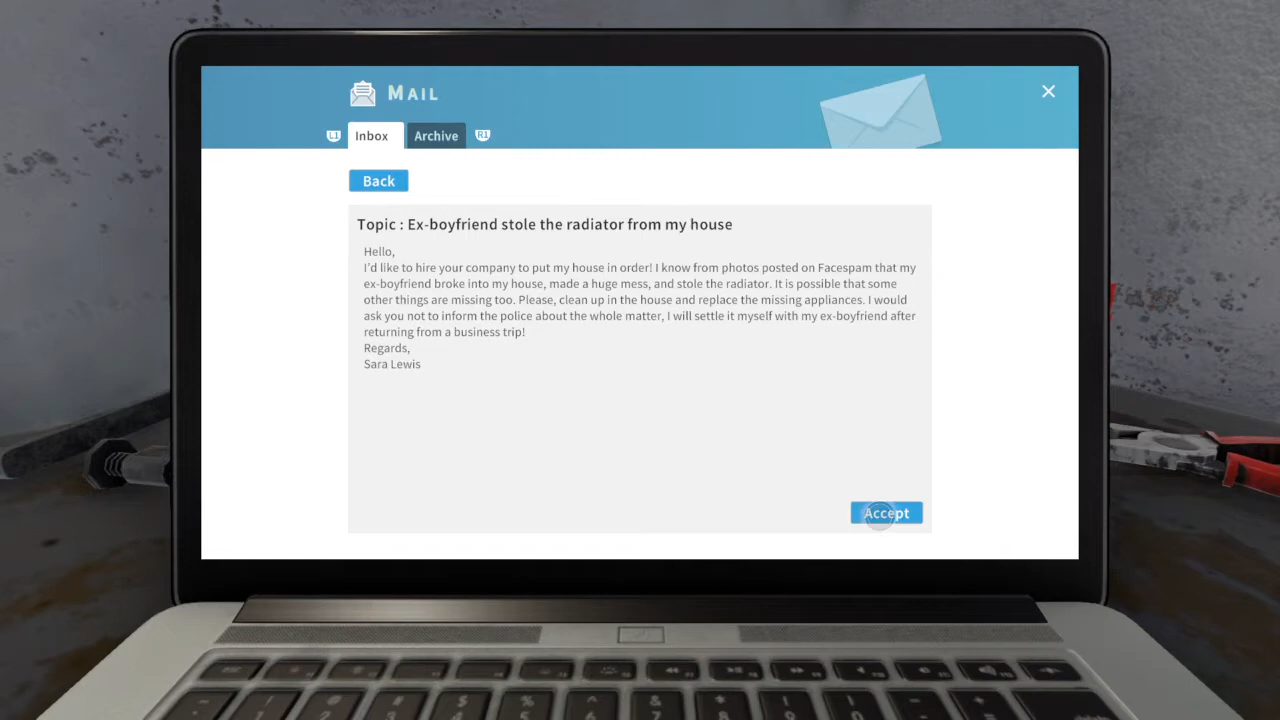 MAIL
L1 Inbox Archive R1
Back
Topic : Ex-boyfriend stole the radiator from my house
Hello,
I'd like to hire your company to put my house in order! I know from photos posted on Facespam that my
ex-boyfriend broke into my house, made a huge mess, and stole the radiator. It is possible that some
other things are missing too. Please, clean up in the house and replace the missing appliances. I would
ask you not to inform the police about the whole matter, I will settle it myself with my ex-boyfriend after
returning from a business trip!
Regards,
Sara Lewis
Accept